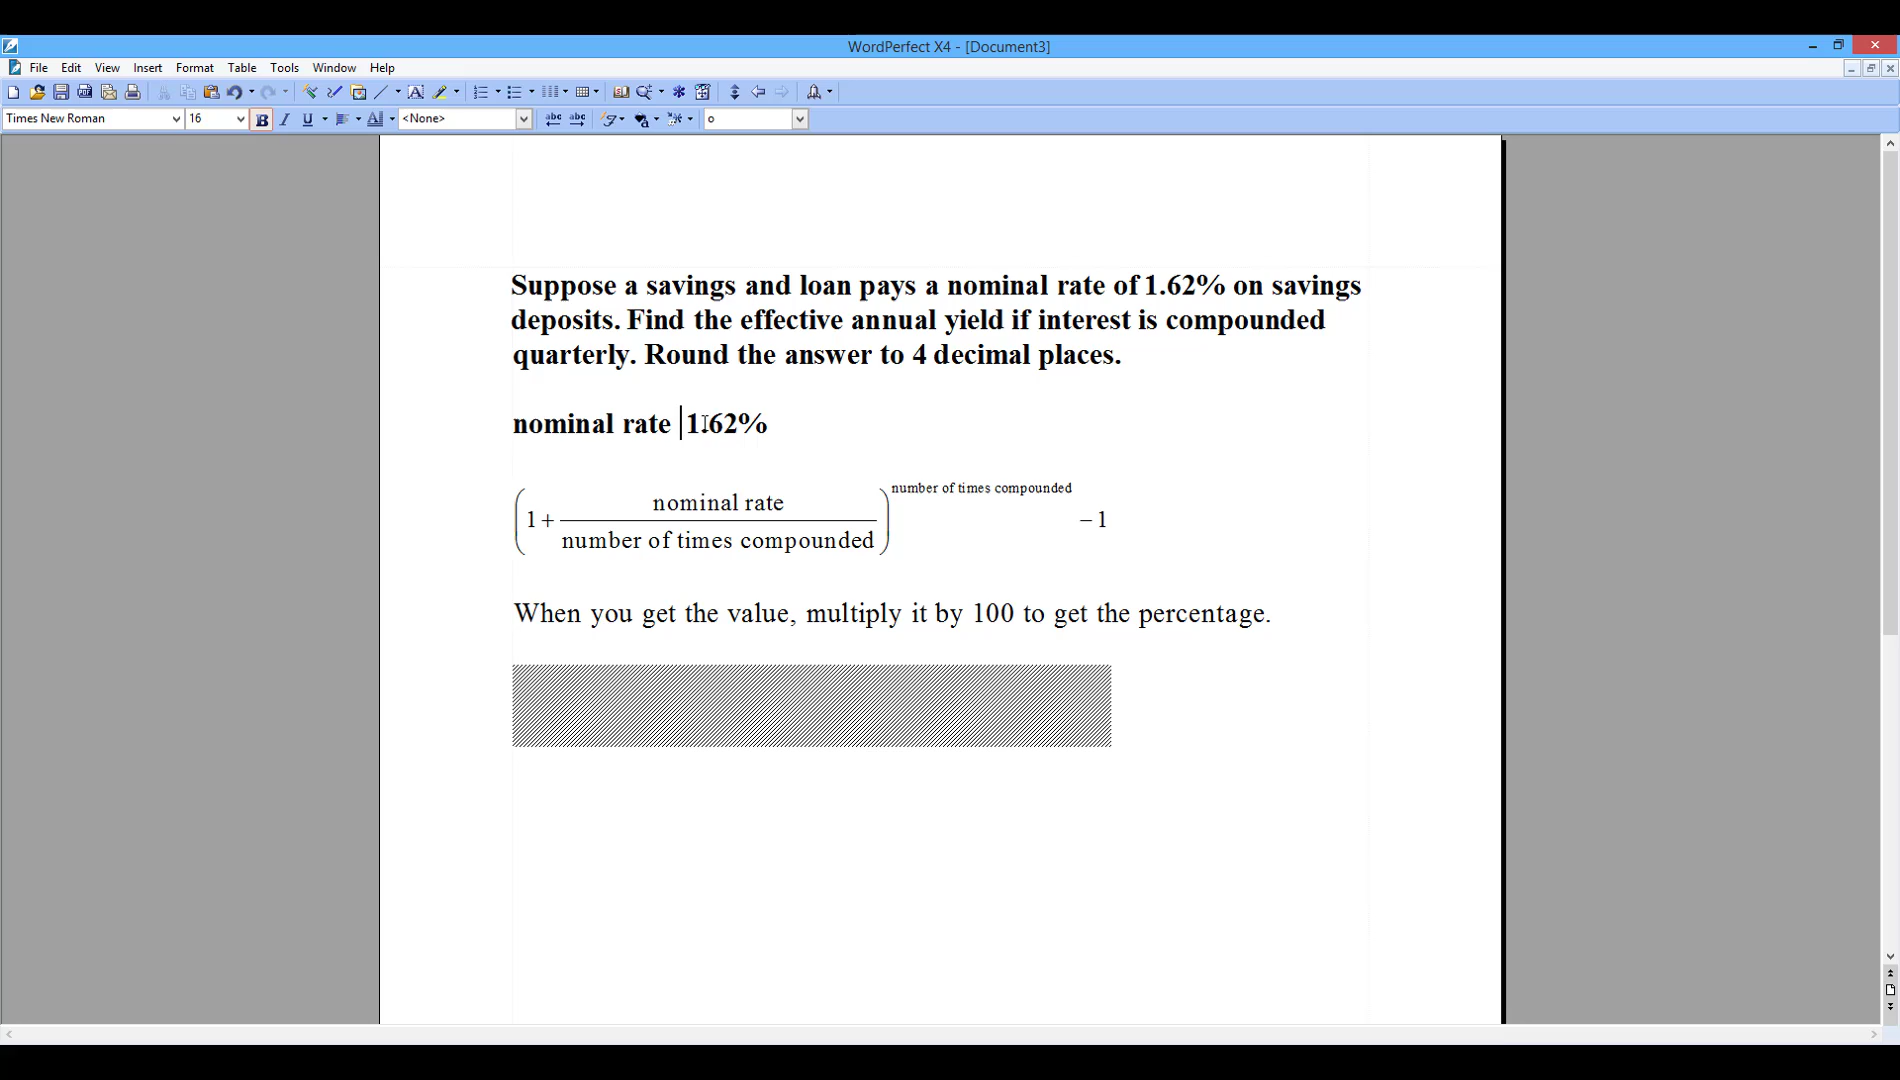 WordPerfect X4 - [Document3]
File Edit View Insert Format Table Tools Window Help
Times New Roman 16 <None> o
Suppose a savings and loan pays a nominal rate of 1.62% on savings
deposits. Find the effective annual yield if interest is compounded
quarterly. Round the answer to 4 decimal places.
nominal rate 1.62%
(1 + nominal rate / number of times compounded)^number of times compounded − 1
When you get the value, multiply it by 100 to get the percentage.